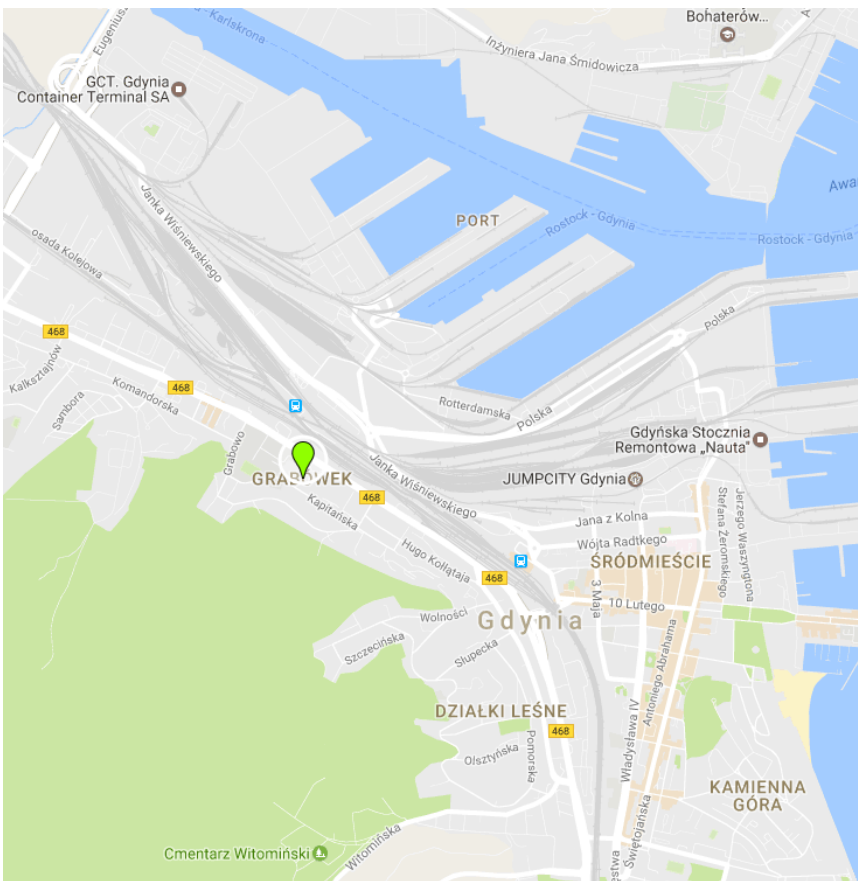 Bohaterów...
- Karlskrona
Eugeniusz
Inżyniera Jana Śmidowicza
GCT. Gdynia
Container Terminal SA
Janka Wiśniewskiego
PORT
Rostock - Gdynia
Rostock - Gdynia
osada Kolejowa
Polska
468
Kalksztajnów
Sambora
Komandorska
468
Rotterdamska
Polska
Grabowo
Gdyńska Stocznia
Remontowa „Nauta"
GRABÓWEK
Janka Wiśniewskiego
JUMPCITY Gdynia
468
Kapitańska
Jana z Kolna
Stefana Żeromskiego
Jerzego Waszyngtona
Wójta Radtkego
Hugo Kołłątaja
ŚRÓDMIEŚCIE
468
3 Maja
10 Lutego
Wolności
Gdynia
Szczecińska
Słupecka
Antoniego Abrahama
DZIAŁKI LEŚNE
Władysława IV
468
Olsztyńska
Pomorska
KAMIENNA
GÓRA
Świętojańska
Witomińska
Cmentarz Witomiński